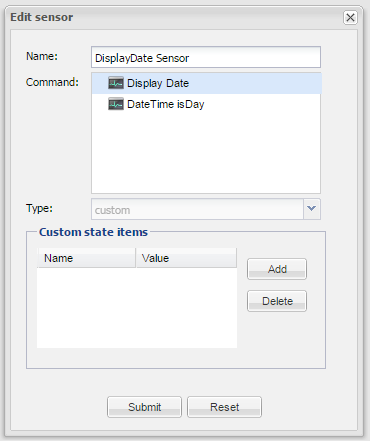 Edit sensor
Name: DisplayDate Sensor
Command: Display Date
DateTime isDay
Type: custom
Custom state items
Name Value
Add
Delete
Submit Reset